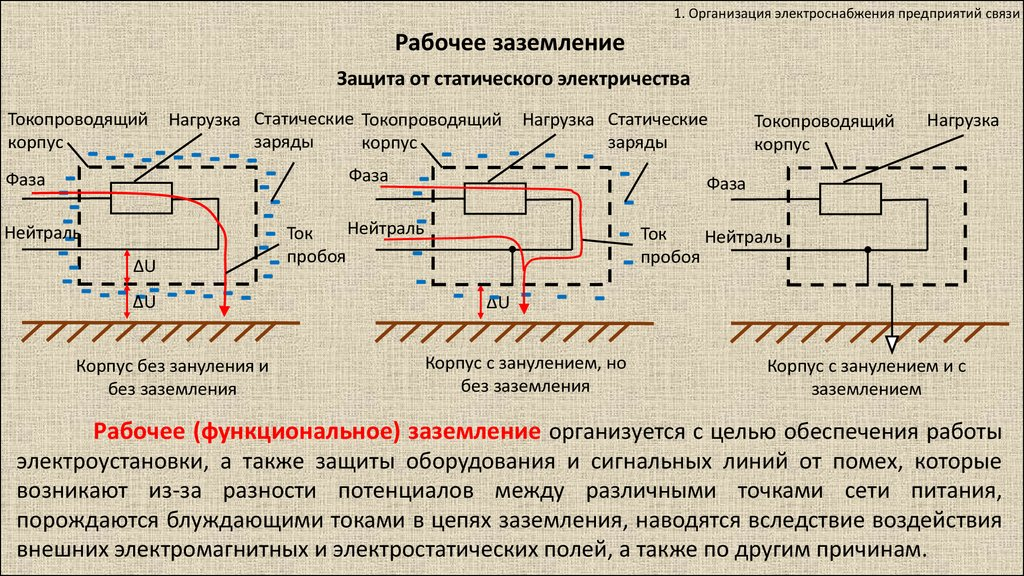 1. Организация электроснабжения предприятий связи
Рабочее заземление
Защита от статического электричества
Токопроводящий
корпус
Нагрузка
Статические
заряды
Фаза
Нейтраль
Ток
пробоя
ΔU
ΔU
Корпус без зануления и
без заземления
Токопроводящий
корпус
Нагрузка
Статические
заряды
Фаза
Нейтраль
Ток
пробоя
ΔU
Корпус с занулением, но
без заземления
Токопроводящий
корпус
Нагрузка
Фаза
Нейтраль
Корпус с занулением и с
заземлением
Рабочее (функциональное) заземление организуется с целью обеспечения работы
электроустановки, а также защиты оборудования и сигнальных линий от помех, которые
возникают из-за разности потенциалов между различными точками сети питания,
порождаются блуждающими токами в цепях заземления, наводятся вследствие воздействия
внешних электромагнитных и электростатических полей, а также по другим причинам.